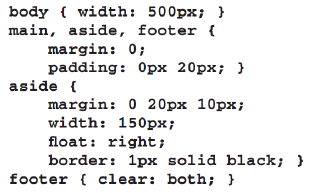 body { width: 500px; }
main, aside, footer {
    margin: 0;
    padding: 0px 20px; }
aside {
    margin: 0 20px 10px;
    width: 150px;
    float: right;
    border: 1px solid black; }
footer { clear: both; }